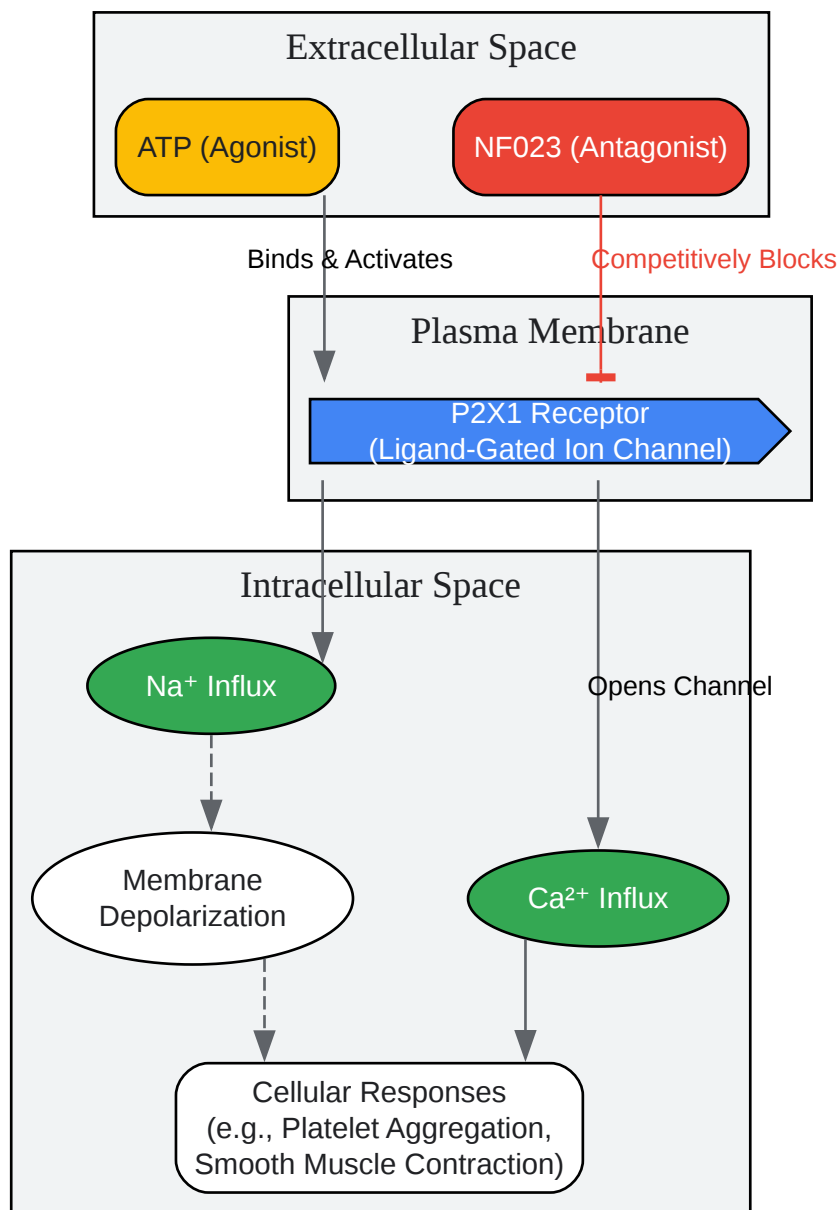 Extracellular Space
ATP (Agonist)
NF023 (Antagonist)
Binds & Activates
Competitively Blocks
Plasma Membrane
P2X1 Receptor
(Ligand-Gated Ion Channel)
Intracellular Space
Na⁺ Influx
Opens Channel
Membrane
Depolarization
Ca²⁺ Influx
Cellular Responses
(e.g., Platelet Aggregation,
Smooth Muscle Contraction)